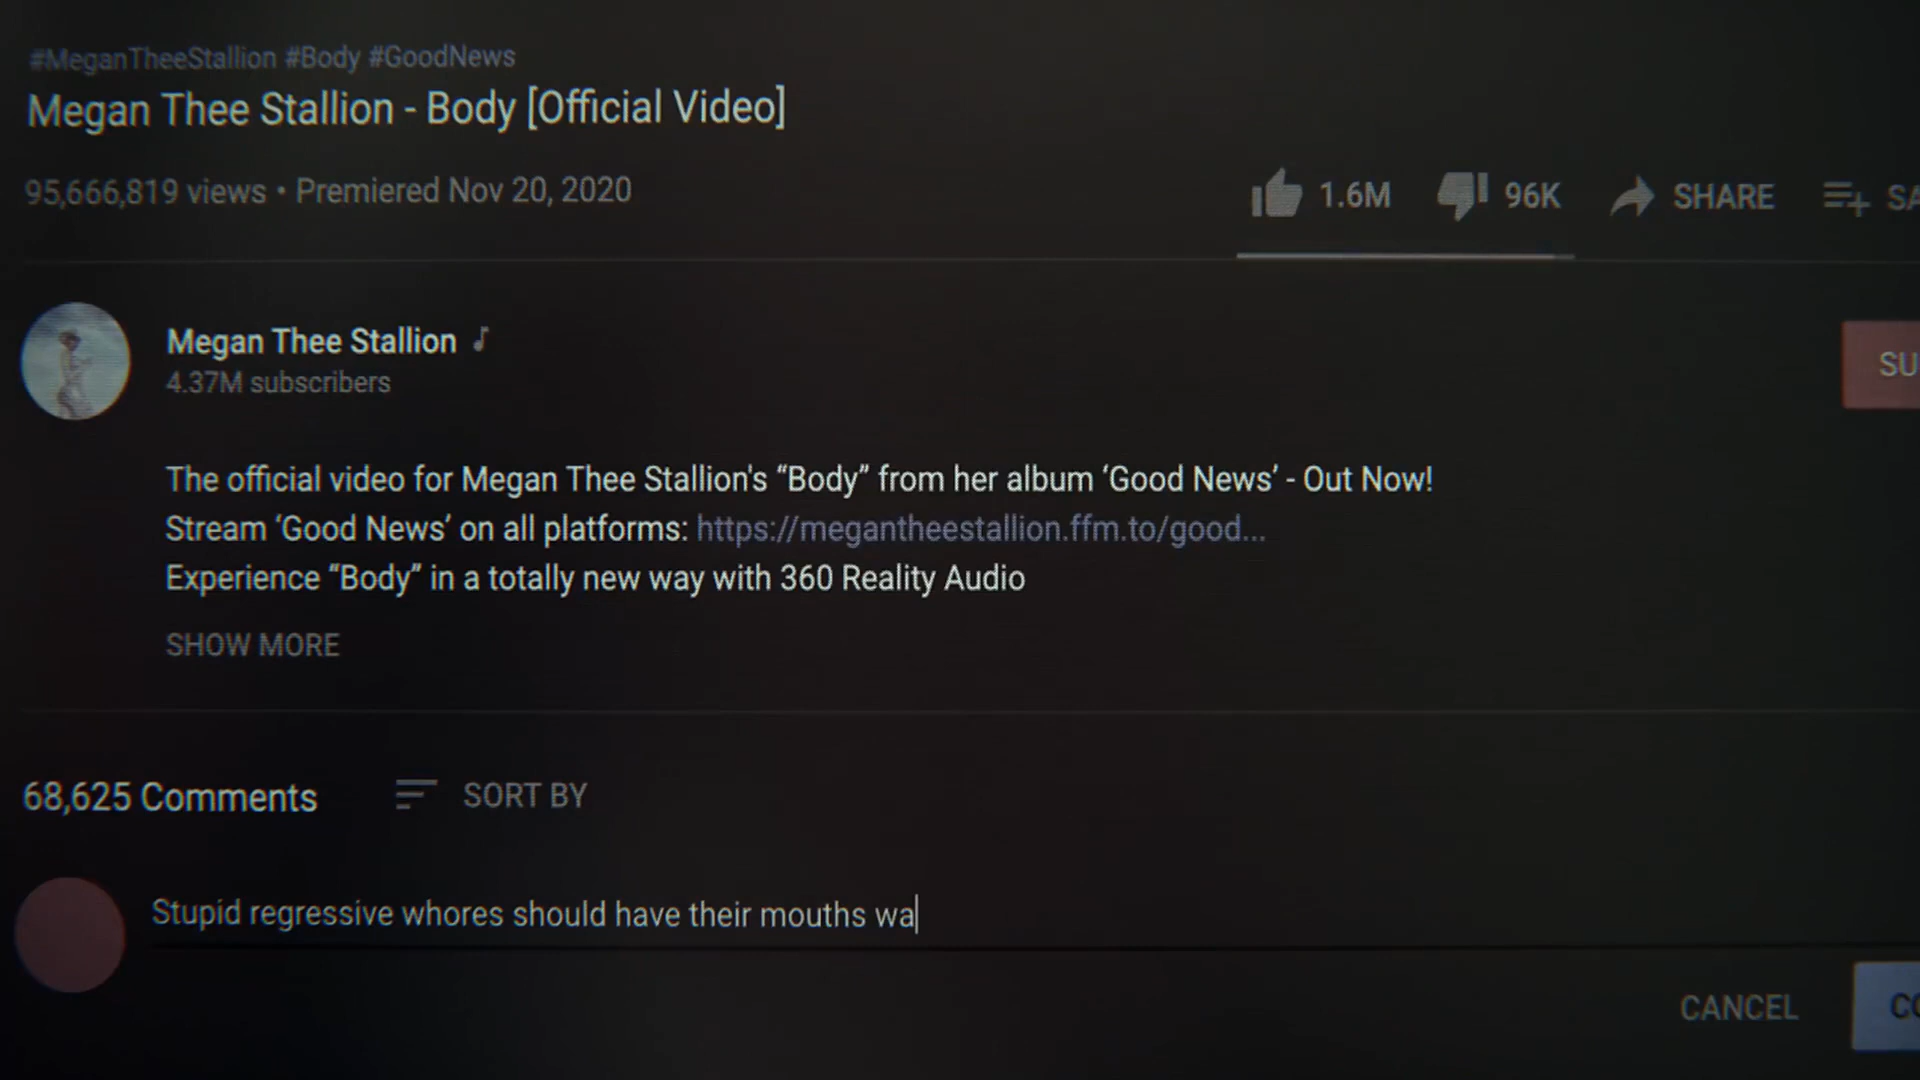 #MeganTheeStallion #Body #GoodNews
Megan Thee Stallion - Body [Official Video]
95,666,819 views • Premiered Nov 20, 2020
1.6M 96K SHARE SA
Megan Thee Stallion
4.37M subscribers
SU
The official video for Megan Thee Stallion's “Body” from her album ‘Good News’ - Out Now!
Stream ‘Good News’ on all platforms: https://megantheestallion.ffm.to/good...
Experience “Body” in a totally new way with 360 Reality Audio
SHOW MORE
68,625 Comments SORT BY
Stupid regressive whores should have their mouths wa
CANCEL CO